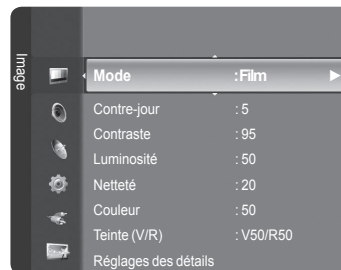 Image
Mode :Film
Contre-jour : 5
Contraste : 95
Luminosité : 50
Netteté : 20
Couleur : 50
Teinte (V/R) : V50/R50
Réglages des détails